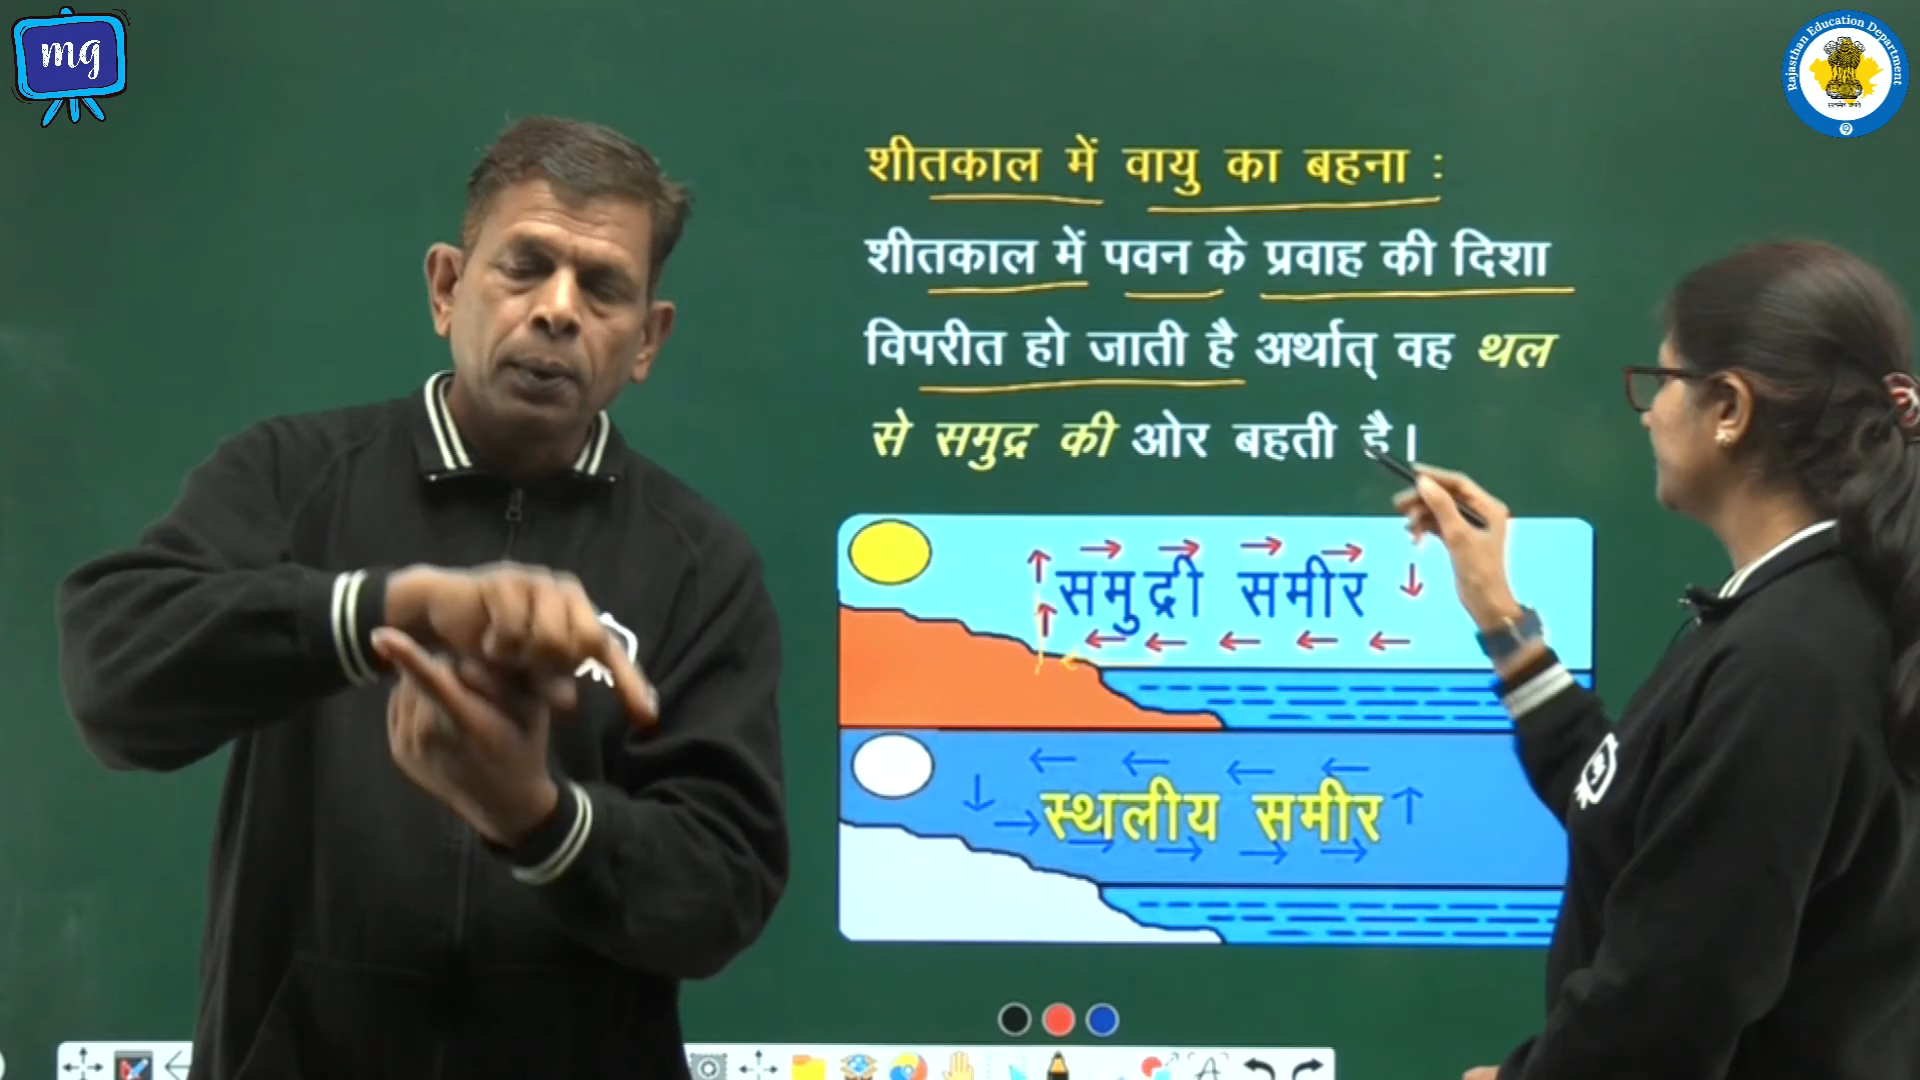 mg
Rajasthan Education Department
शीतकाल में वायु का बहना :
शीतकाल में पवन के प्रवाह की दिशा
विपरीत हो जाती है अर्थात् वह थल
से समुद्र की ओर बहती है।
समुद्री समीर
स्थलीय समीर